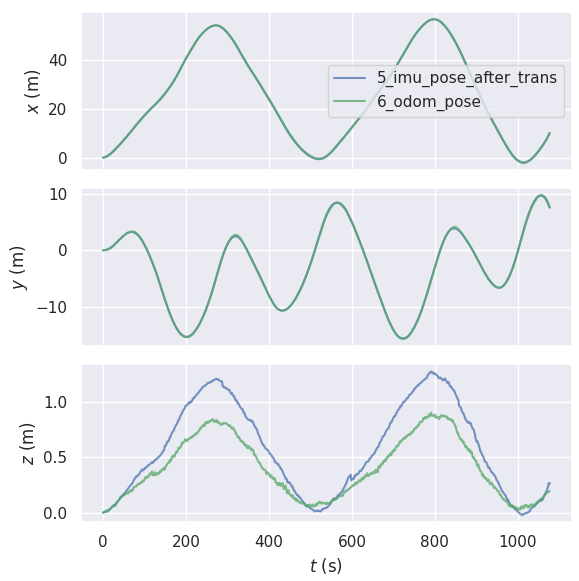 40
20
0
x (m)
5_imu_pose_after_trans
6_odom_pose
10
0
−10
y (m)
1.0
0.5
0.0
z (m)
0 200 400 600 800 1000
t (s)